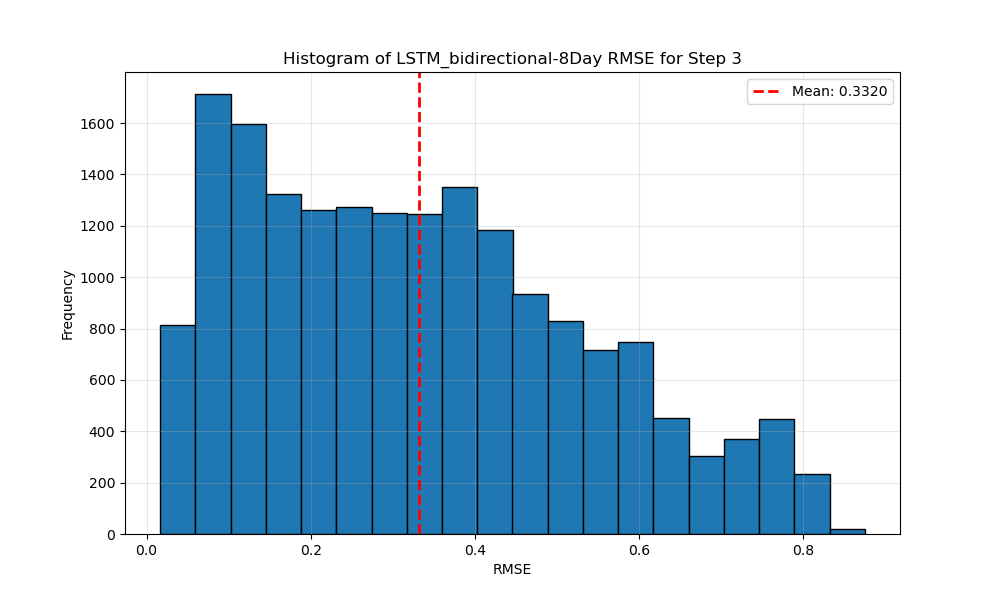 Histogram of LSTM_bidirectional-8Day RMSE for Step 3
Mean: 0.3320
1600
1400
1200
1000
800
600
400
200
0
Frequency
0.0 0.2 0.4 0.6 0.8
RMSE